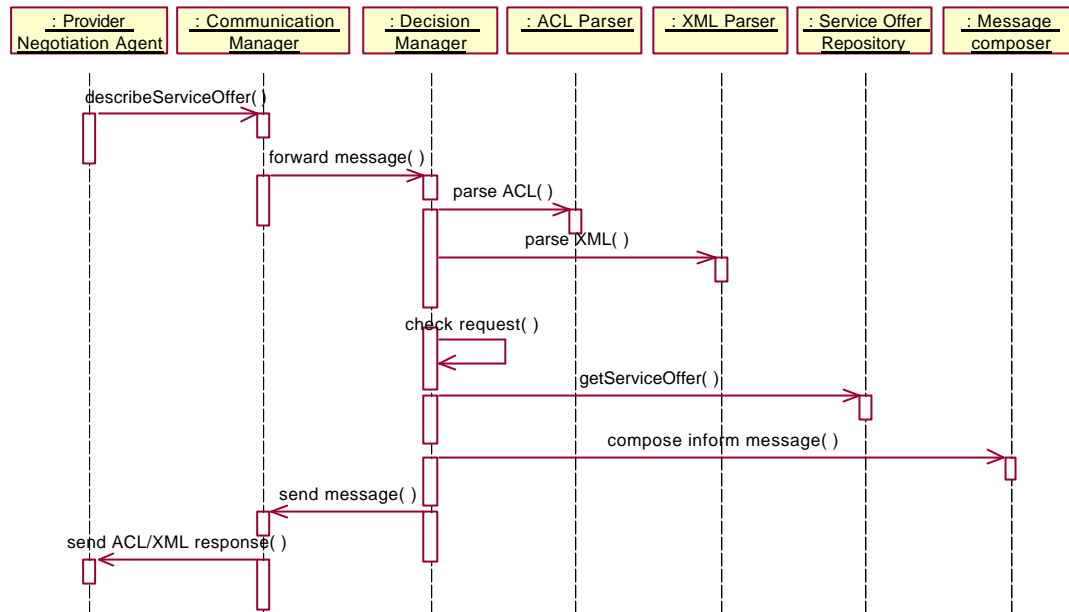 : Provider
Negotiation Agent
: Communication
Manager
: Decision
Manager
: ACL Parser
: XML Parser
: Service Offer
Repository
: Message
composer
describeServiceOffer( )
forward message( )
parse ACL( )
parse XML( )
check request( )
getServiceOffer( )
compose inform message( )
send message( )
send ACL/XML response( )